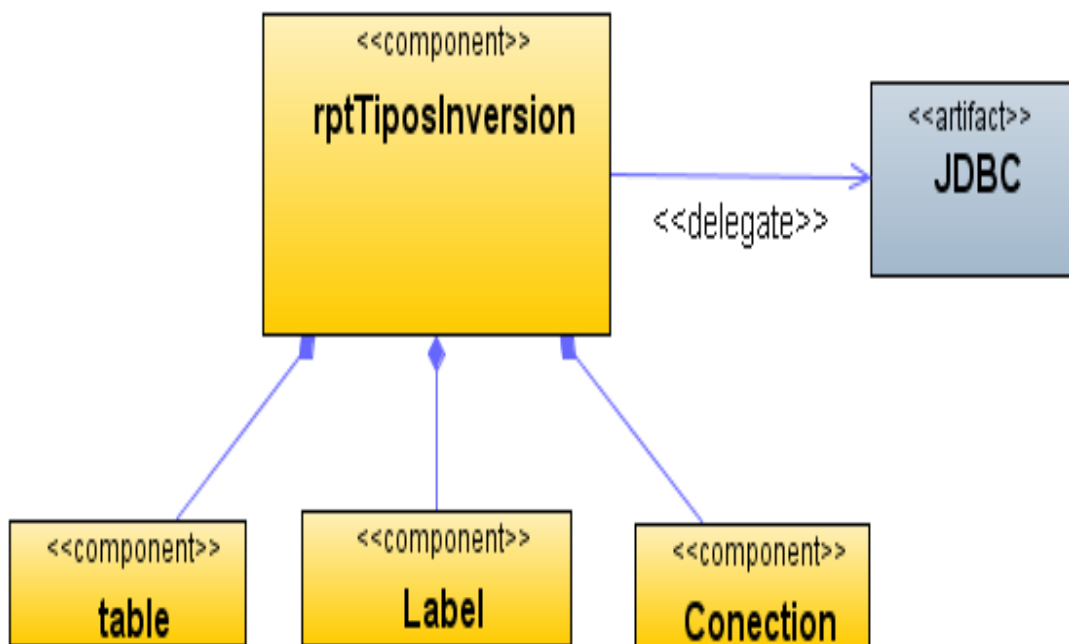 <<component>>
rptTiposInversion
<<artifact>>
JDBC
<<delegate>>
<<component>>
table
<<component>>
Label
<<component>>
Conection